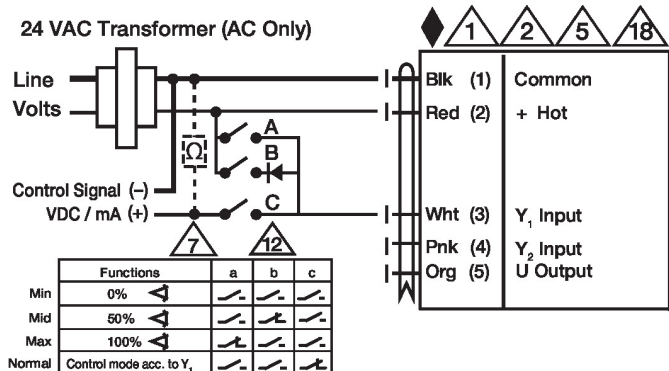 24 VAC Transformer (AC Only)
1 2 5 18
Line
Volts
Blk (1) Common
Red (2) + Hot
A
Ω
B
Control Signal (–)
VDC / mA (+)
C
Wht (3) Y₁ Input
7
12
Pnk (4) Y₂ Input
Org (5) U Output
Functions a b c
Min 0%
Mid 50%
Max 100%
Normal Control mode acc. to Y₁